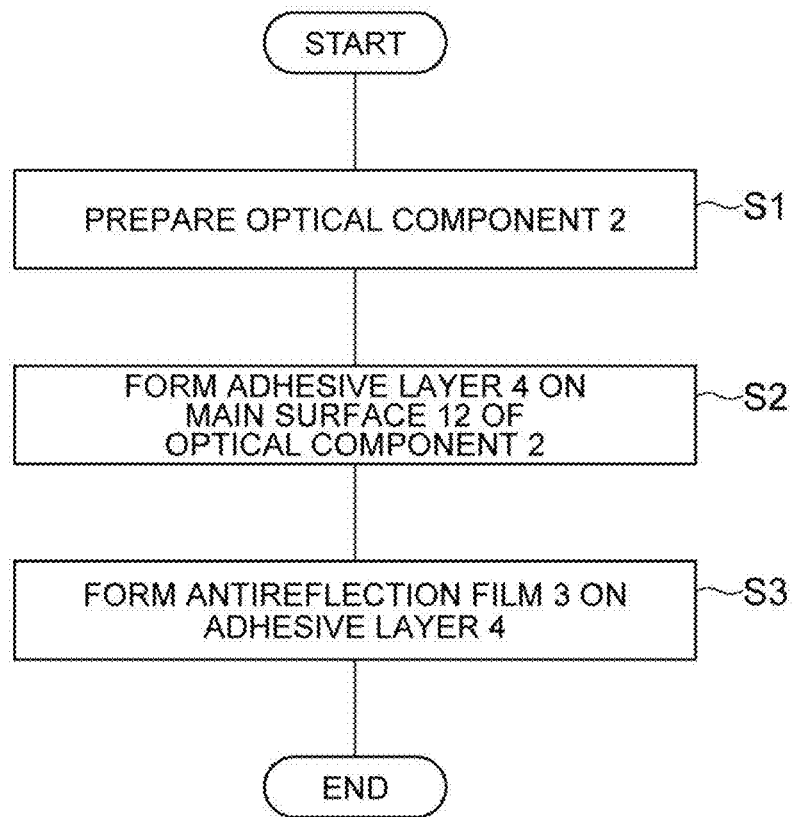 START
PREPARE OPTICAL COMPONENT 2
S1
FORM ADHESIVE LAYER 4 ON
MAIN SURFACE 12 OF
OPTICAL COMPONENT 2
S2
FORM ANTIREFLECTION FILM 3 ON
ADHESIVE LAYER 4
S3
END